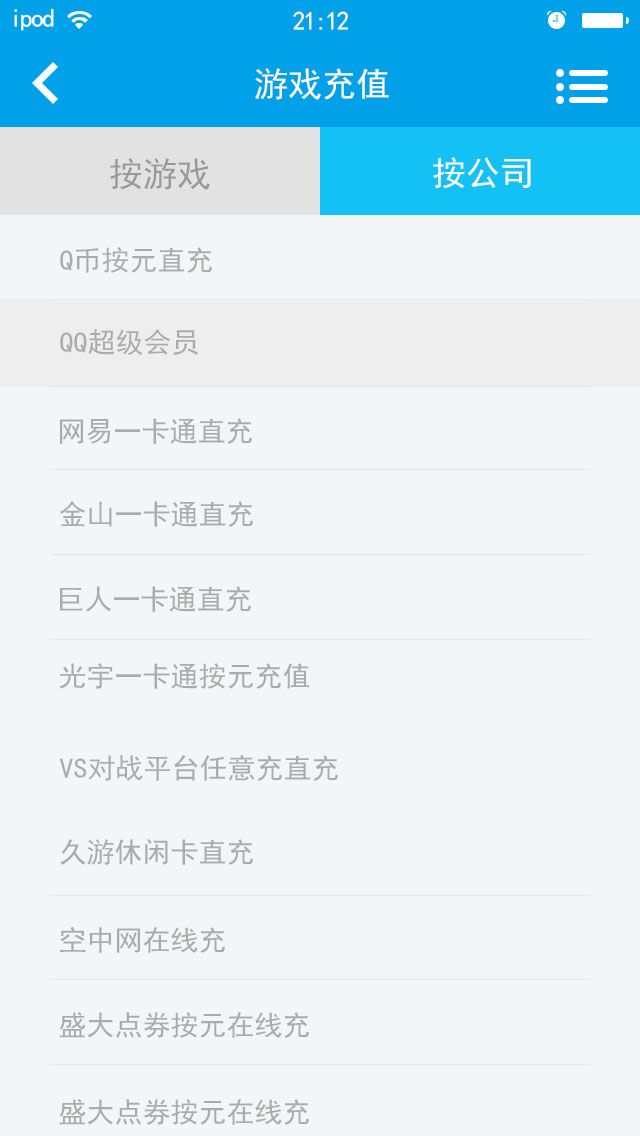 ipod 21:12
游戏充值
按游戏 按公司
Q币按元直充
QQ超级会员
网易一卡通直充
金山一卡通直充
巨人一卡通直充
光宇一卡通按元充值
VS对战平台任意充直充
久游休闲卡直充
空中网在线充
盛大点券按元在线充
盛大点券按元在线充